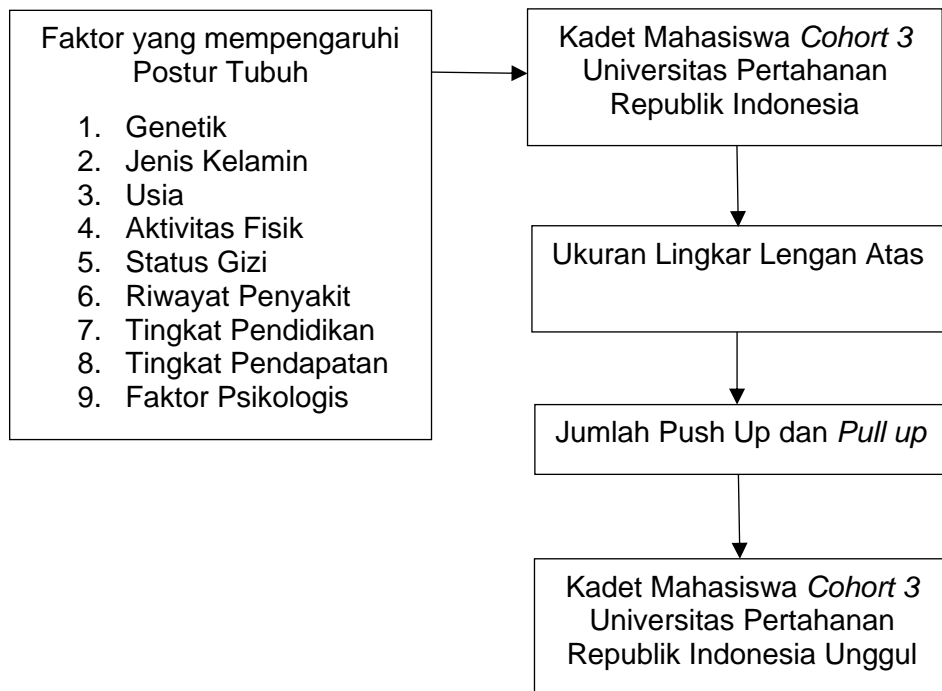 Faktor yang mempengaruhi
Postur Tubuh
1. Genetik
2. Jenis Kelamin
3. Usia
4. Aktivitas Fisik
5. Status Gizi
6. Riwayat Penyakit
7. Tingkat Pendidikan
8. Tingkat Pendapatan
9. Faktor Psikologis
Kadet Mahasiswa Cohort 3
Universitas Pertahanan
Republik Indonesia
Ukuran Lingkar Lengan Atas
Jumlah Push Up dan Pull up
Kadet Mahasiswa Cohort 3
Universitas Pertahanan
Republik Indonesia Unggul